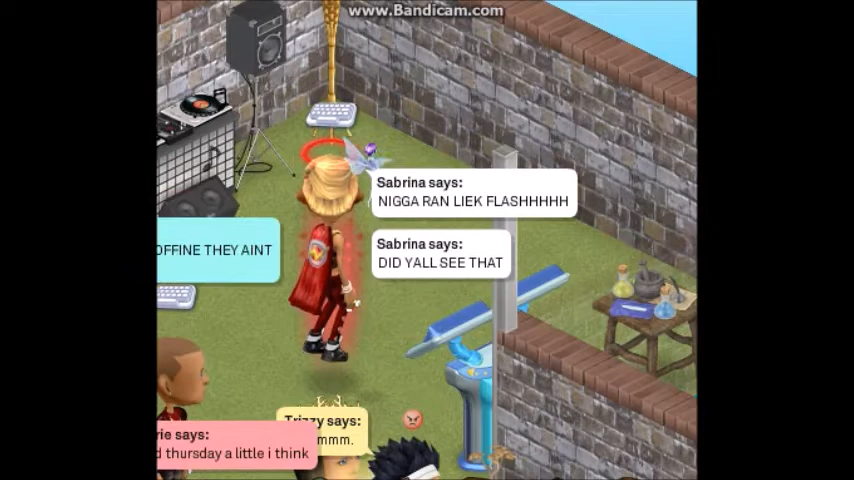 www.Bandicam.com
Sabrina says:
NIGGA RAN LIEK FLASHHHHH
OFFINE THEY AINT
Sabrina says:
DID YALL SEE THAT
Trizzy says:
mmm.
rie says:
d thursday a little i think